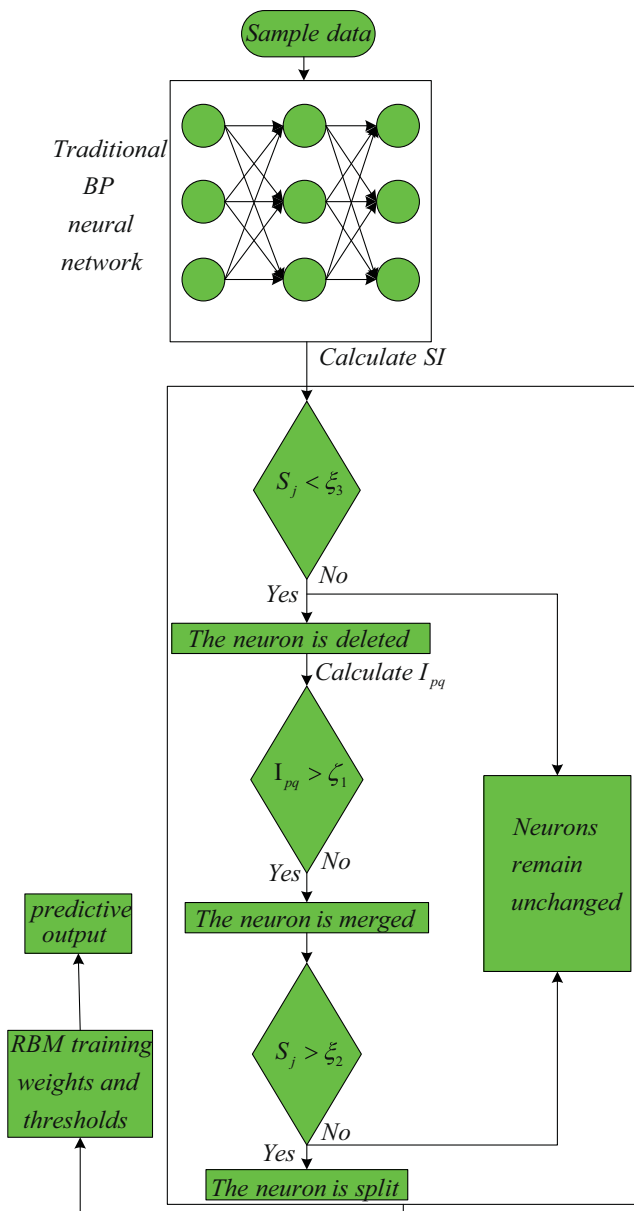 Sample data
Traditional
BP
neural
network
Calculate SI
S_j < ξ_3
No
Yes
The neuron is deleted
Calculate I_pq
I_pq > ζ_1
No
Yes
The neuron is merged
Neurons
remain
unchanged
S_j > ξ_2
No
Yes
The neuron is split
RBM training
weights and
thresholds
predictive
output